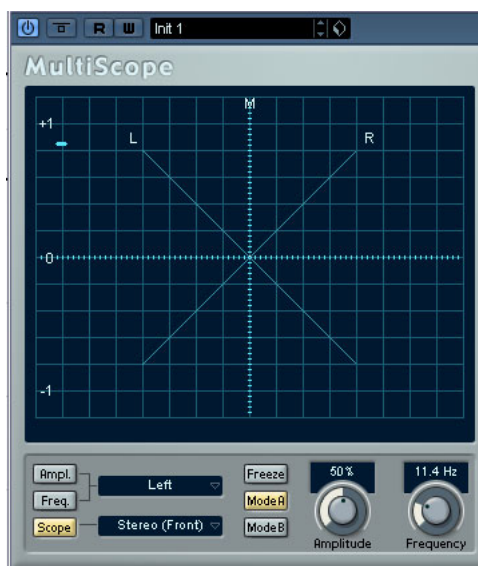 R W Init 1
MultiScope
M
+1
L R
+0
-1
Ampl. Left Freeze 50% 11.4 Hz
Freq. Mode A
Scope Stereo (Front) Mode B
Amplitude Frequency